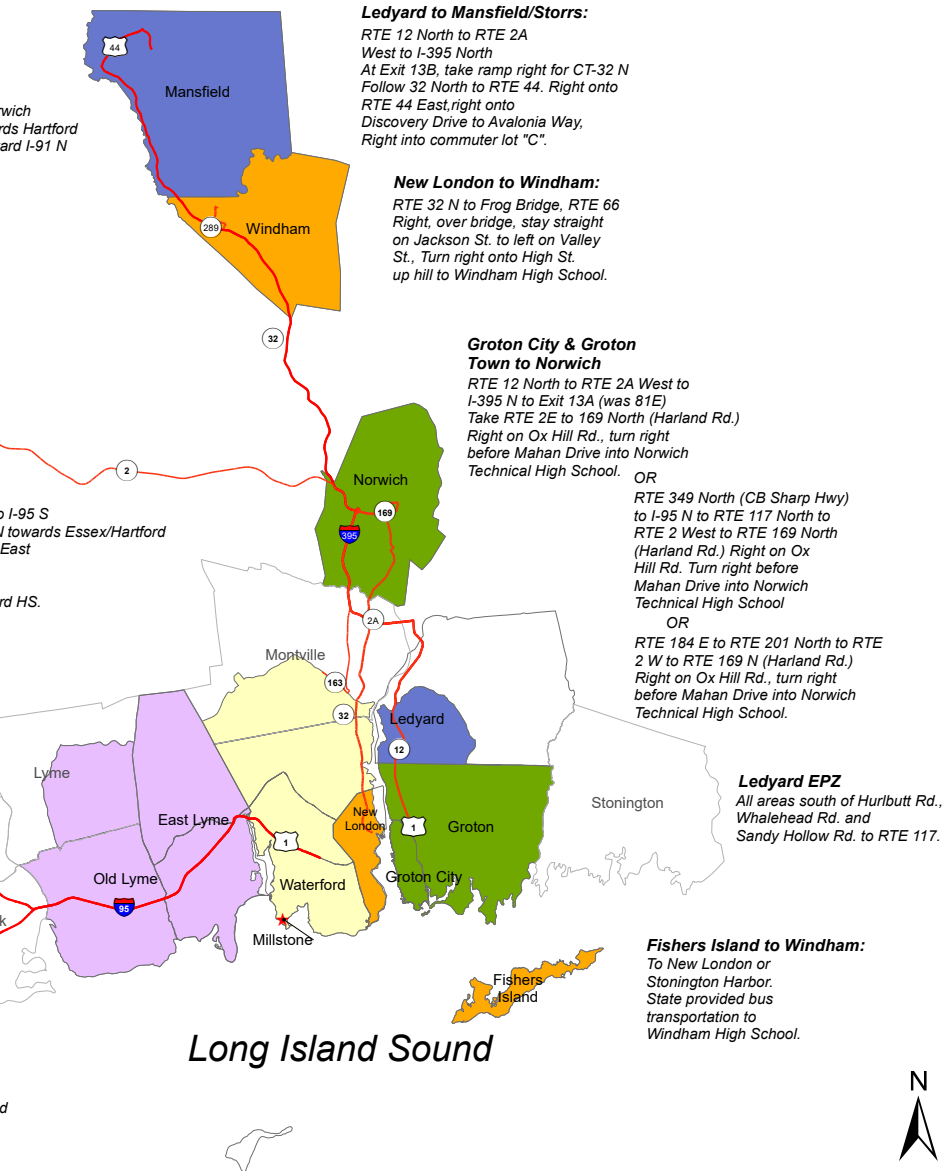 Ledyard to Mansfield/Storrs:
RTE 12 North to RTE 2A
West to I-395 North
At Exit 13B, take ramp right for CT-32 N
Follow 32 North to RTE 44. Right onto
RTE 44 East,right onto
Discovery Drive to Avalonia Way,
Right into commuter lot "C".
44
Mansfield
rwich
rds Hartford
ard I-91 N
New London to Windham:
RTE 32 N to Frog Bridge, RTE 66
Right, over bridge, stay straight
on Jackson St. to left on Valley
St., Turn right onto High St.
up hill to Windham High School.
289
Windham
32
Groton City & Groton
Town to Norwich
RTE 12 North to RTE 2A West to
I-395 N to Exit 13A (was 81E)
Take RTE 2E to 169 North (Harland Rd.)
Right on Ox Hill Rd., turn right
before Mahan Drive into Norwich
Technical High School.
OR
RTE 349 North (CB Sharp Hwy)
to I-95 N to RTE 117 North to
RTE 2 West to RTE 169 North
(Harland Rd.) Right on Ox
Hill Rd. Turn right before
Mahan Drive into Norwich
Technical High School
OR
RTE 184 E to RTE 201 North to RTE
2 W to RTE 169 N (Harland Rd.)
Right on Ox Hill Rd., turn right
before Mahan Drive into Norwich
Technical High School.
2
Norwich
169
395
o I-95 S
N towards Essex/Hartford
East
rd HS.
2A
Montville
163
32
Ledyard
12
Lyme
East Lyme
New
London
1
1
Groton
Stonington
Ledyard EPZ
All areas south of Hurlbutt Rd.,
Whalehead Rd. and
Sandy Hollow Rd. to RTE 117.
Old Lyme
95
Waterford
Groton City
k
Millstone
Fishers Island to Windham:
To New London or
Stonington Harbor.
State provided bus
transportation to
Windham High School.
Fishers
Island
Long Island Sound
N
d